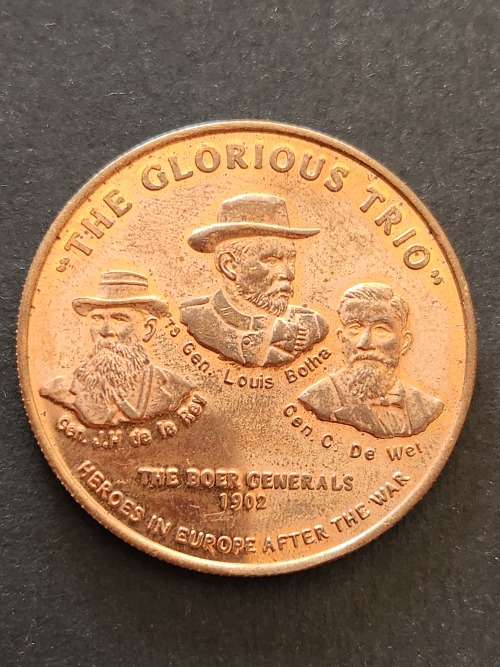 "THE GLORIOUS TRIO"
Gen. J.H de la Rey
Gen. Louis Botha
Gen. C. De Wet
THE BOER GENERALS
1902
HEROES IN EUROPE AFTER THE WAR